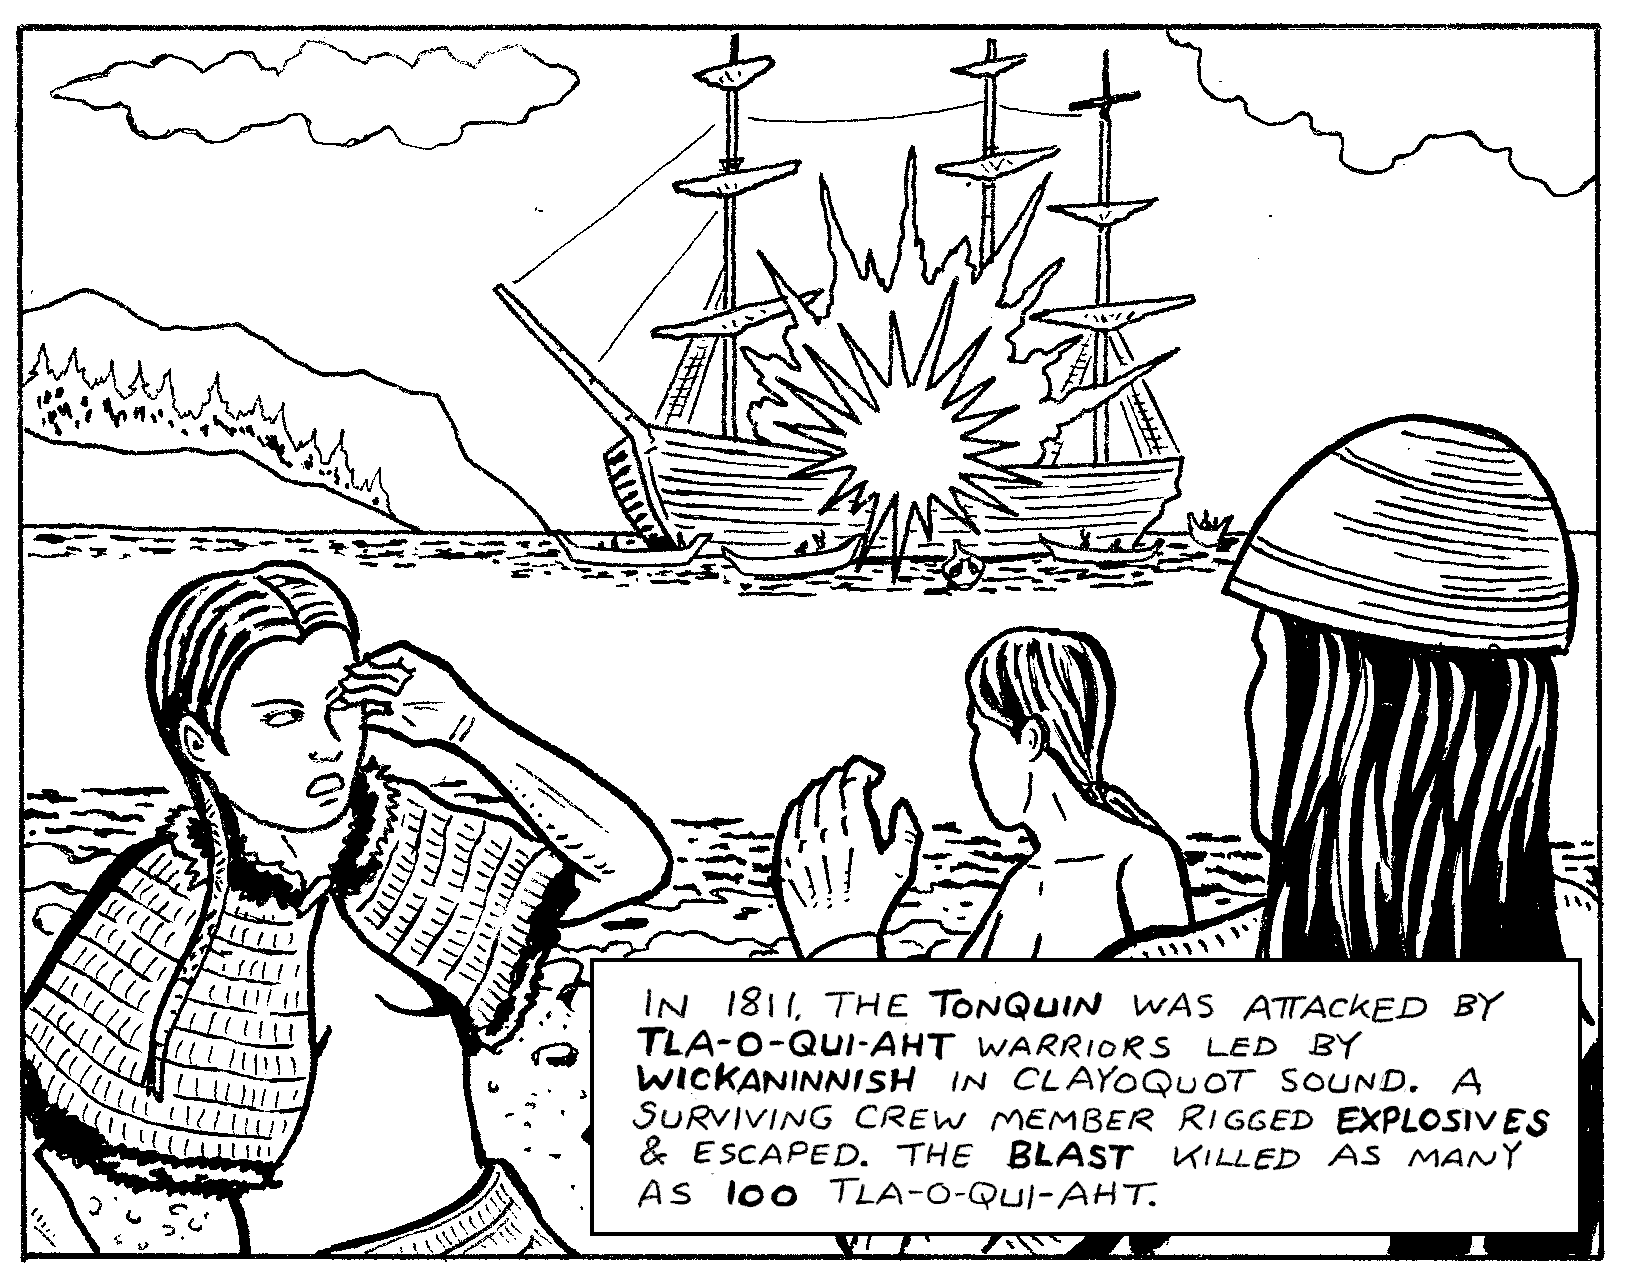 IN 1811, THE TONQUIN WAS ATTACKED BY
TLA-O-QUI-AHT WARRIORS LED BY
WICKANINNISH IN CLAYOQUOT SOUND. A
SURVIVING CREW MEMBER RIGGED EXPLOSIVES
& ESCAPED. THE BLAST KILLED AS MANY
AS 100 TLA-O-QUI-AHT.